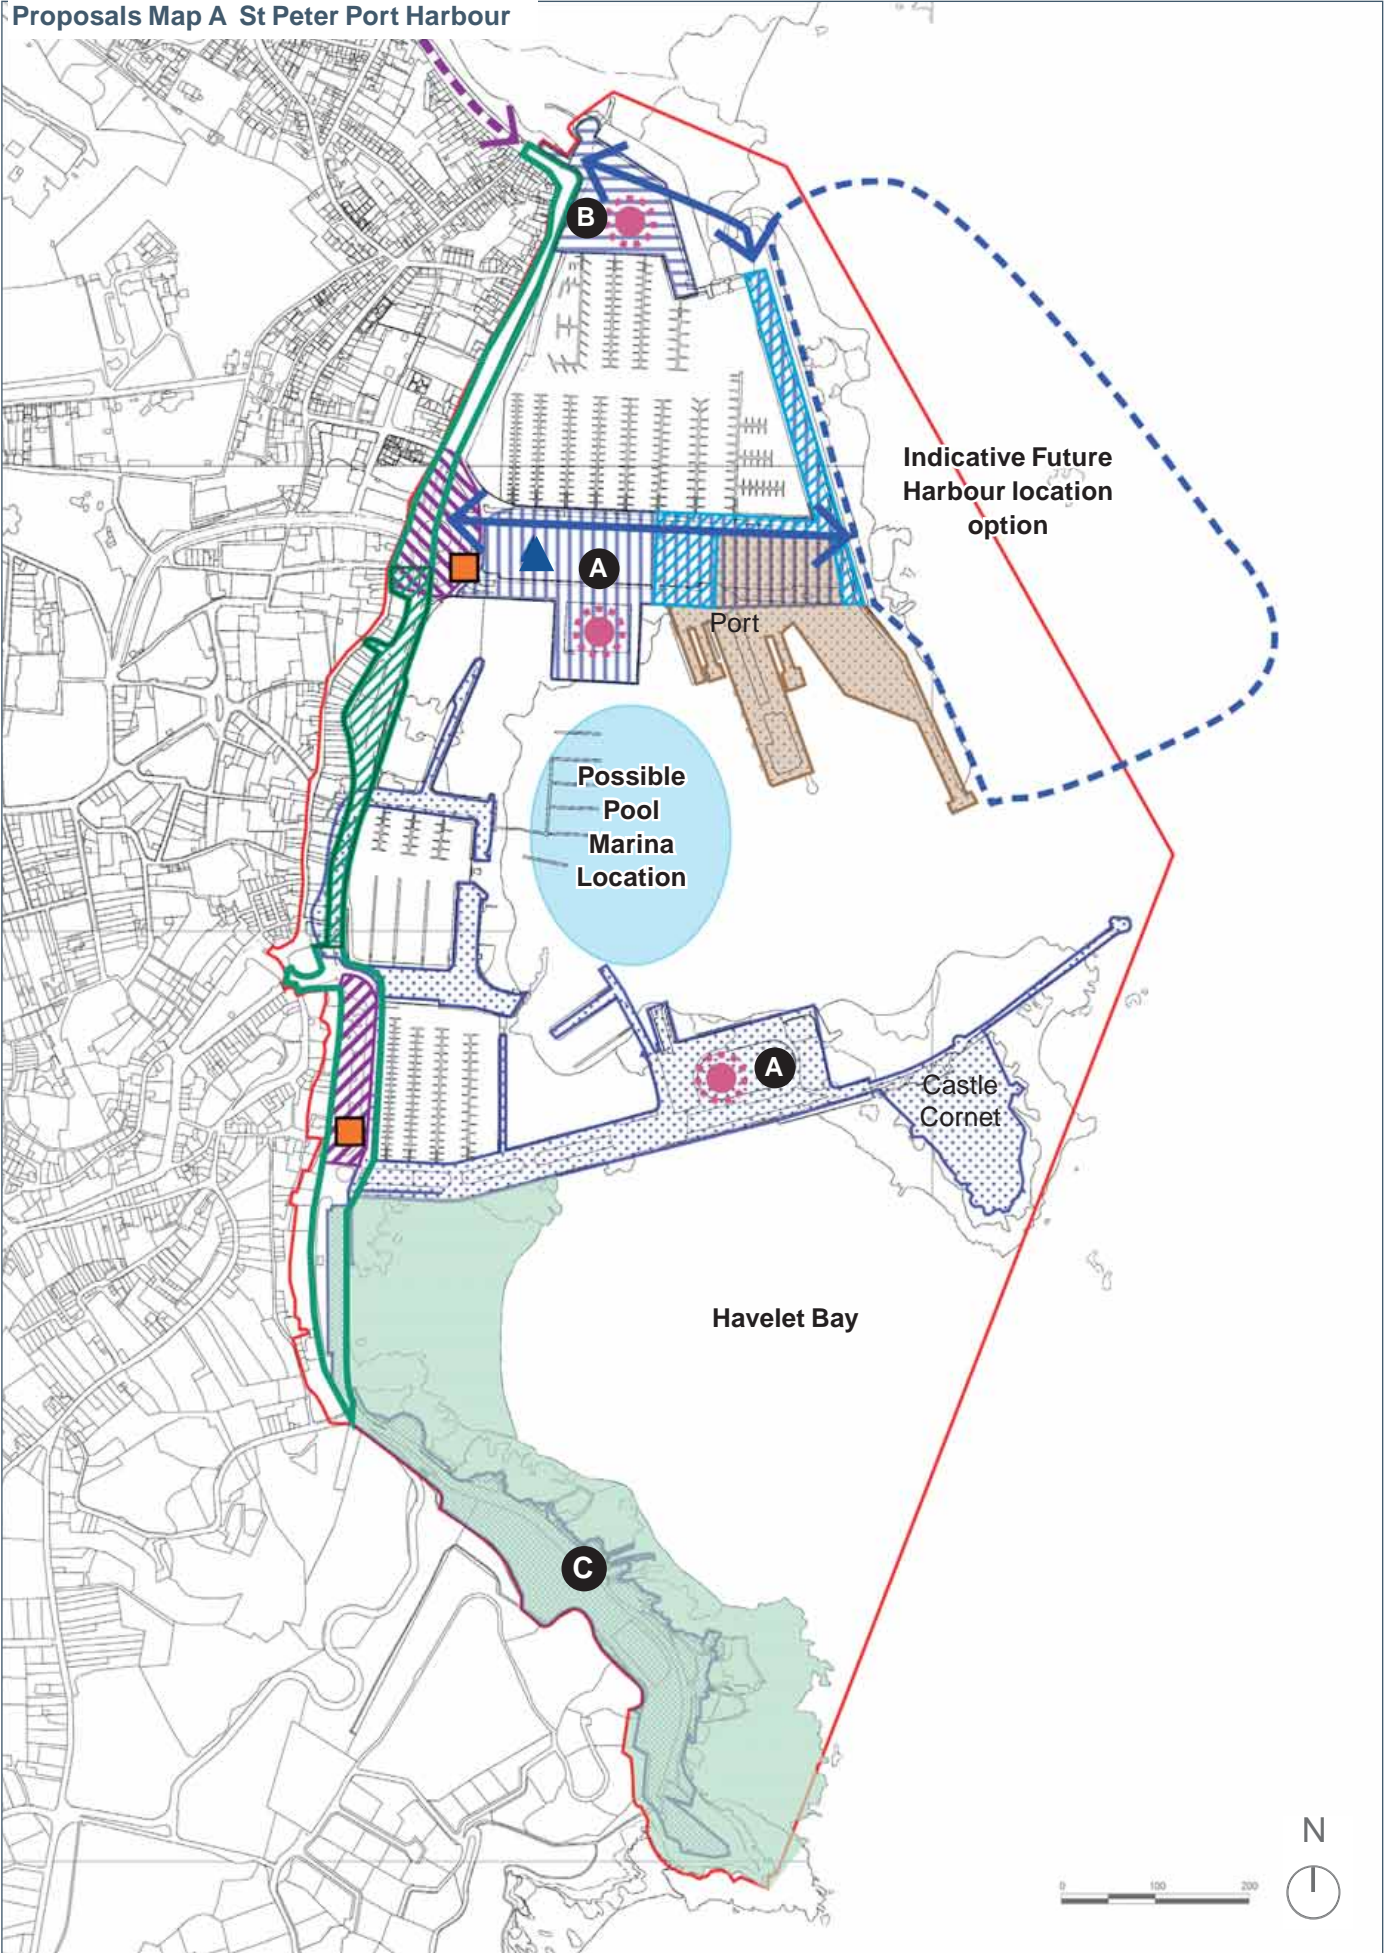 Proposals Map A St Peter Port Harbour
B
Indicative Future
Harbour location
option
A
Port
Possible
Pool
Marina
Location
A
Castle
Cornet
Havelet Bay
C
N
0 100 200